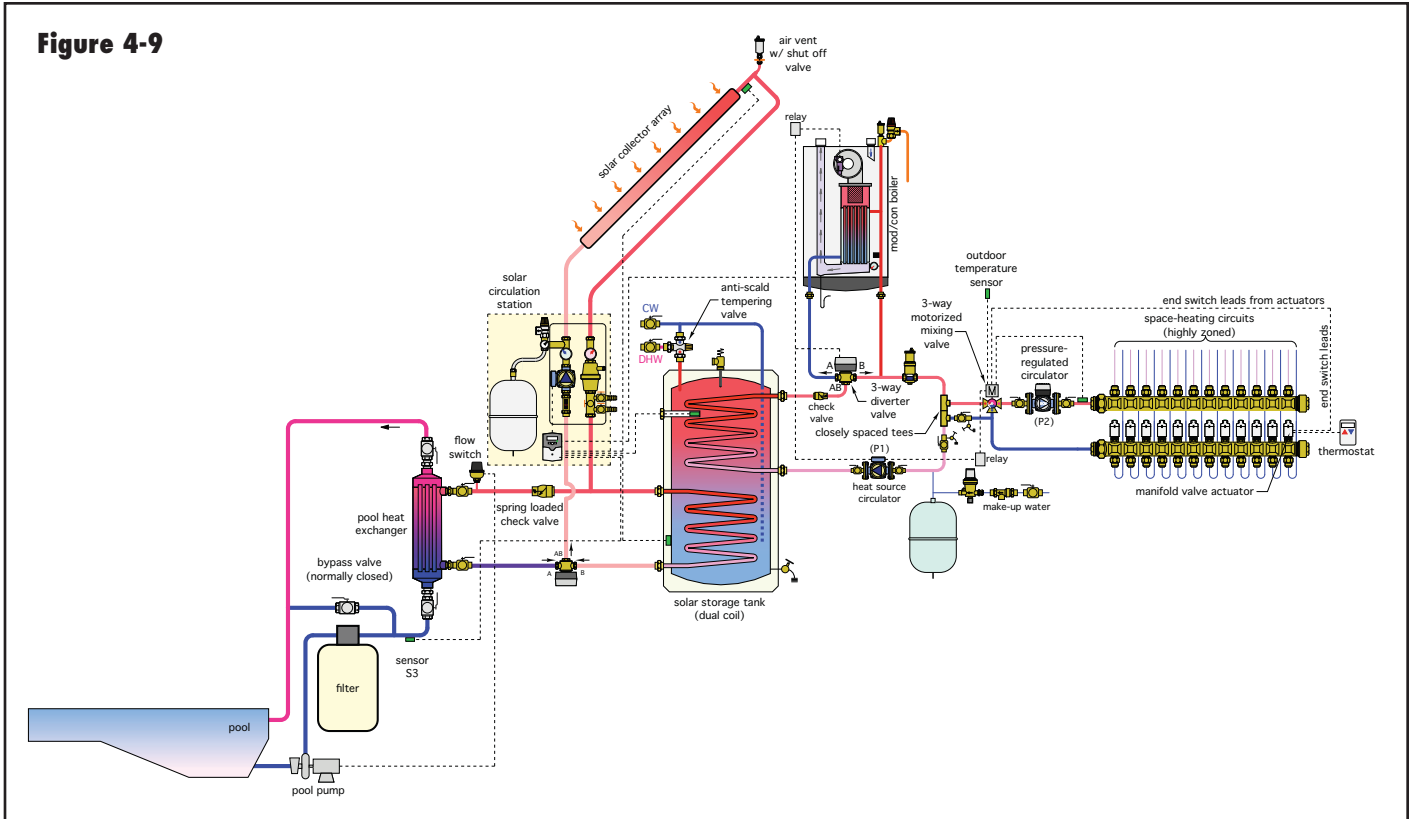 Figure 4-9
air vent
w/ shut off
valve
solar collector array
relay
mod/con boiler
outdoor
temperature
sensor
end switch leads from actuators
space-heating circuits
(highly zoned)
end switch leads
3-way
motorized
mixing
valve
pressure-
regulated
circulator
M
(P2)
solar
circulation
station
CW
DHW
anti-scald
tempering
valve
A
B
AB
3-way
diverter
valve
check
valve
closely spaced tees
(P1)
heat source
circulator
relay
make-up water
manifold valve actuator
thermostat
flow
switch
spring loaded
check valve
pool heat
exchanger
AB
A
B
bypass valve
(normally closed)
solar storage tank
(dual coil)
sensor
S3
filter
pool
pool pump